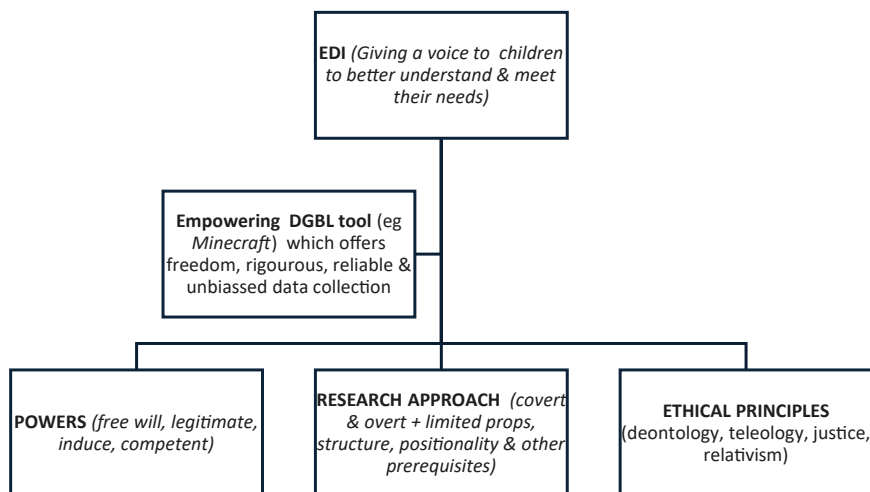 EDI (Giving a voice to children
to better understand & meet
their needs)
Empowering DGBL tool (eg
Minecraft) which offers
freedom, rigourous, reliable &
unbiassed data collection
POWERS (free will, legitimate,
induce, competent)
RESEARCH APPROACH (covert
& overt + limited props,
structure, positionality & other
prerequisites)
ETHICAL PRINCIPLES
(deontology, teleology, justice,
relativism)